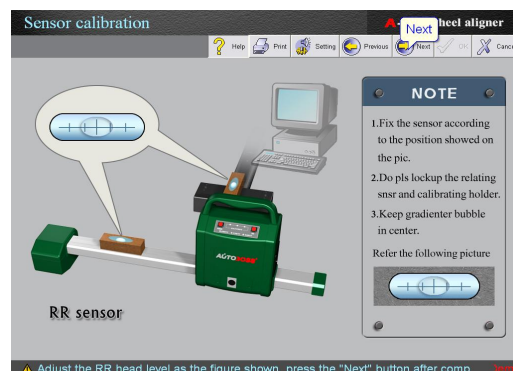 Sensor calibration
A- heel aligner
Next
Help Print Setting Previous Next OK Cance
NOTE
1.Fix the sensor according
to the position showed on
the pic.
2.Do pls lockup the relating
snsr and calibrating holder.
3.Keep gradienter bubble
in center.
Refer the following picture
AUTOBOSS
RR sensor
Adjust the RR head level as the figure shown, press the "Next" button after comp